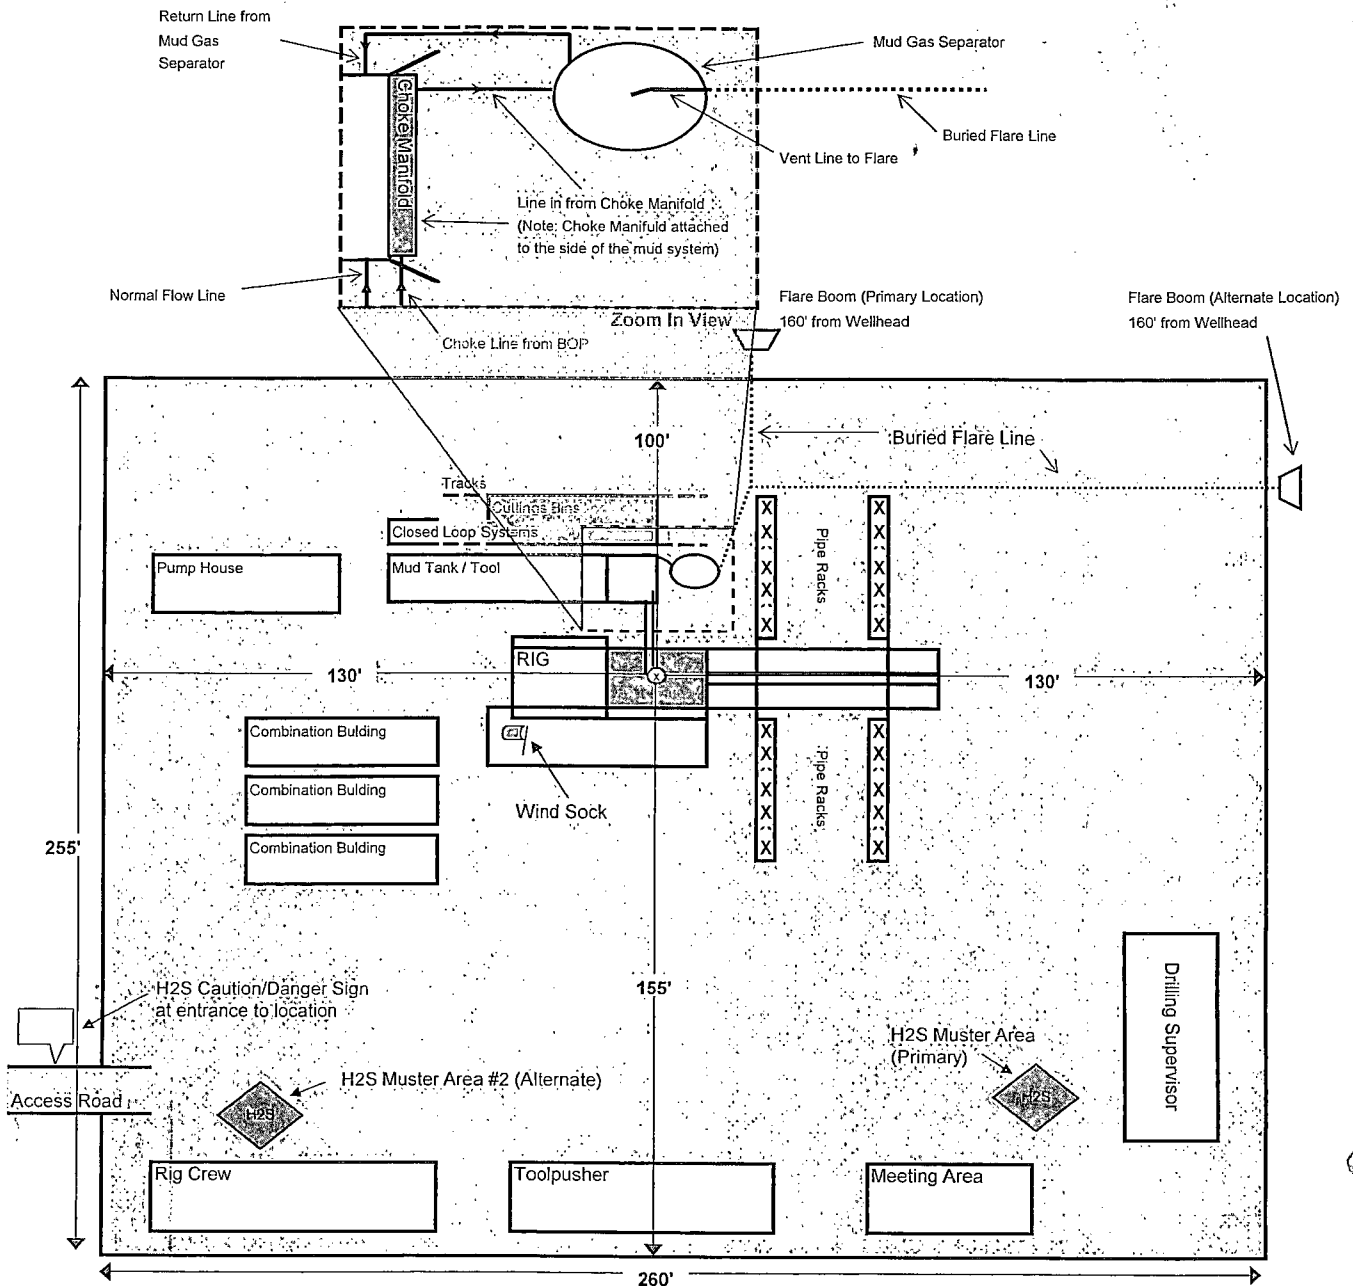 Return Line from
Mud Gas
Separator
Mud Gas Separator
Choke Manifold
Buried Flare Line
Vent Line to Flare
Line in from Choke Manifold
(Note: Choke Manifold attached
to the side of the mud system)
Normal Flow Line
Zoom In View
Choke Line from BOP
Flare Boom (Primary Location)
160' from Wellhead
Flare Boom (Alternate Location)
160' from Wellhead
100'
Buried Flare Line
Tracks
Cuttings Bins
Closed Loop Systems
Pump House
Mud Tank / Tool
X
X
X
X
X
Pipe Racks
X
X
X
X
X
RIG
130'
X
130'
Combination Bulding
Combination Bulding
Combination Bulding
Wind Sock
X
X
X
X
X
Pipe Racks
X
X
X
X
X
255'
155'
H2S Caution/Danger Sign
at entrance to location
H2S Muster Area
(Primary)
Drilling Supervisor
H2S Muster Area #2 (Alternate)
Access Road
H2S
H2S
Rig Crew
Toolpusher
Meeting Area
260'